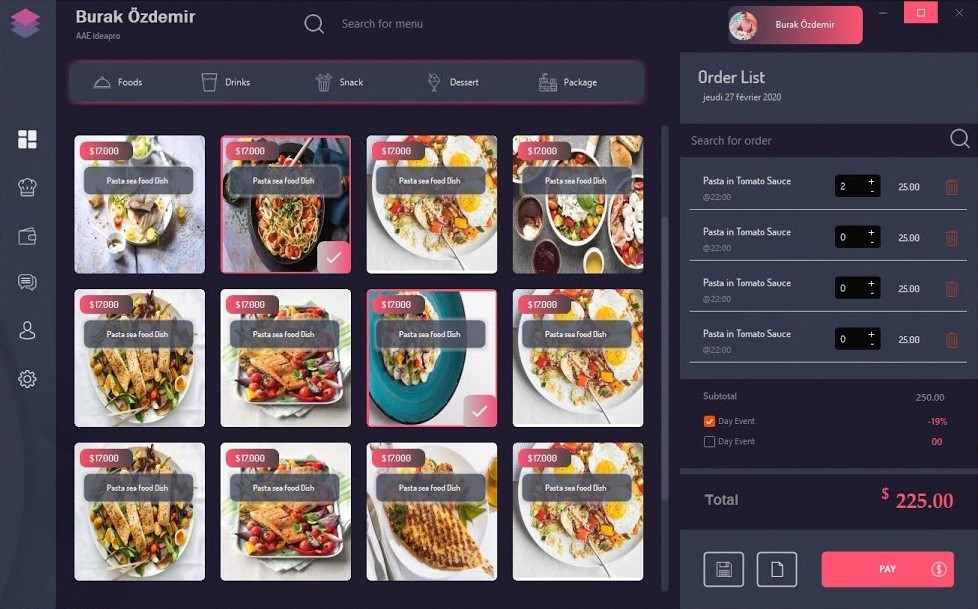 Burak Özdemir
AAE ideapro
Search for menu
Burak Özdemir
Foods
Drinks
Snack
Dessert
Package
$17.000
Pasta sea food Dish
$17.000
Pasta sea food Dish
$17.000
Pasta sea food Dish
$17.000
Pasta sea food Dish
$17.000
Pasta sea food Dish
$17.000
Pasta sea food Dish
$17.000
Pasta sea food Dish
$17.000
Pasta sea food Dish
$17.000
Pasta sea food Dish
$17.000
Pasta sea food Dish
$17.000
Pasta sea food Dish
$17.000
Pasta sea food Dish
Order List
jeudi 27 février 2020
Search for order
Pasta in Tomato Sauce
@22:00
2 + -
25.00
Pasta in Tomato Sauce
@22:00
0 + -
25.00
Pasta in Tomato Sauce
@22:00
0 + -
25.00
Pasta in Tomato Sauce
@22:00
0 + -
25.00
Subtotal 250.00
Day Event -19%
Day Event 00
Total $ 225.00
PAY $